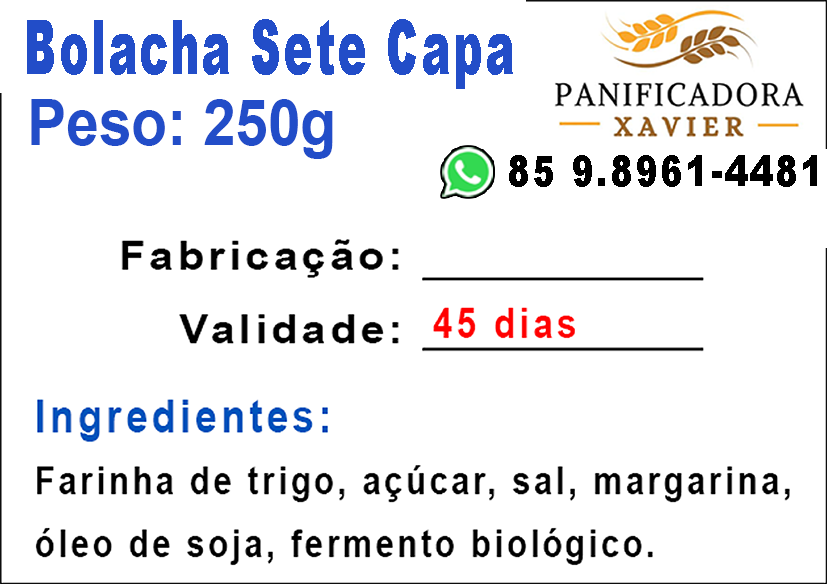 Bolacha Sete Capa
Peso: 250g
PANIFICADORA
XAVIER
85 9.8961-4481
Fabricação:
Validade: 45 dias
Ingredientes:
Farinha de trigo, açúcar, sal, margarina,
óleo de soja, fermento biológico.